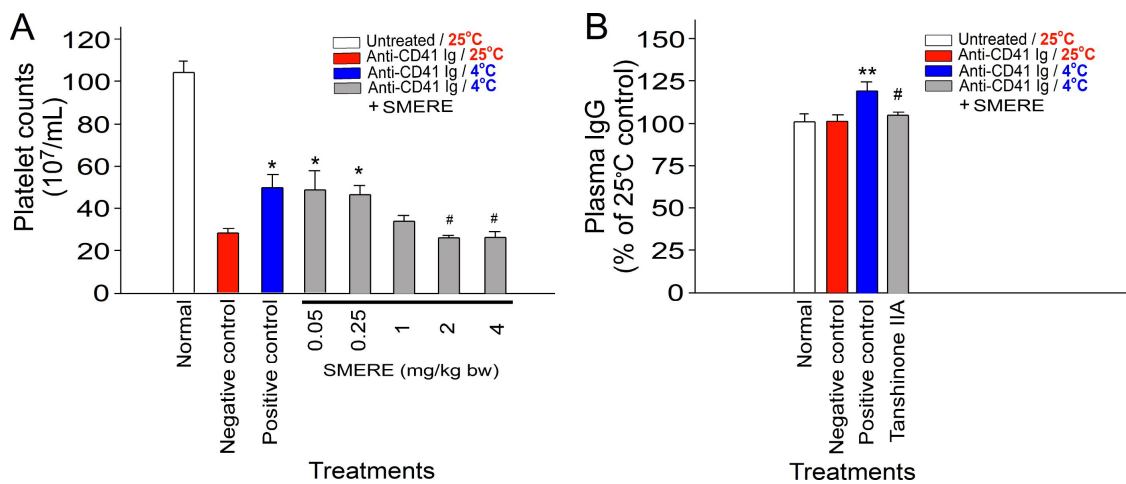 A
Platelet counts
(10⁷/mL)
120
100
80
60
40
20
0
Untreated / 25°C
Anti-CD41 Ig / 25°C
Anti-CD41 Ig / 4°C
Anti-CD41 Ig / 4°C
+ SMERE
*
*
*
#
#
Normal
Negative control
Positive control
0.05
0.25
1
2
4
SMERE (mg/kg bw)
Treatments
B
Plasma IgG
(% of 25°C control)
150
125
100
75
50
25
0
Untreated / 25°C
Anti-CD41 Ig / 25°C
Anti-CD41 Ig / 4°C
Anti-CD41 Ig / 4°C
+ SMERE
**
#
Normal
Negative control
Positive control
Tanshinone IIA
Treatments